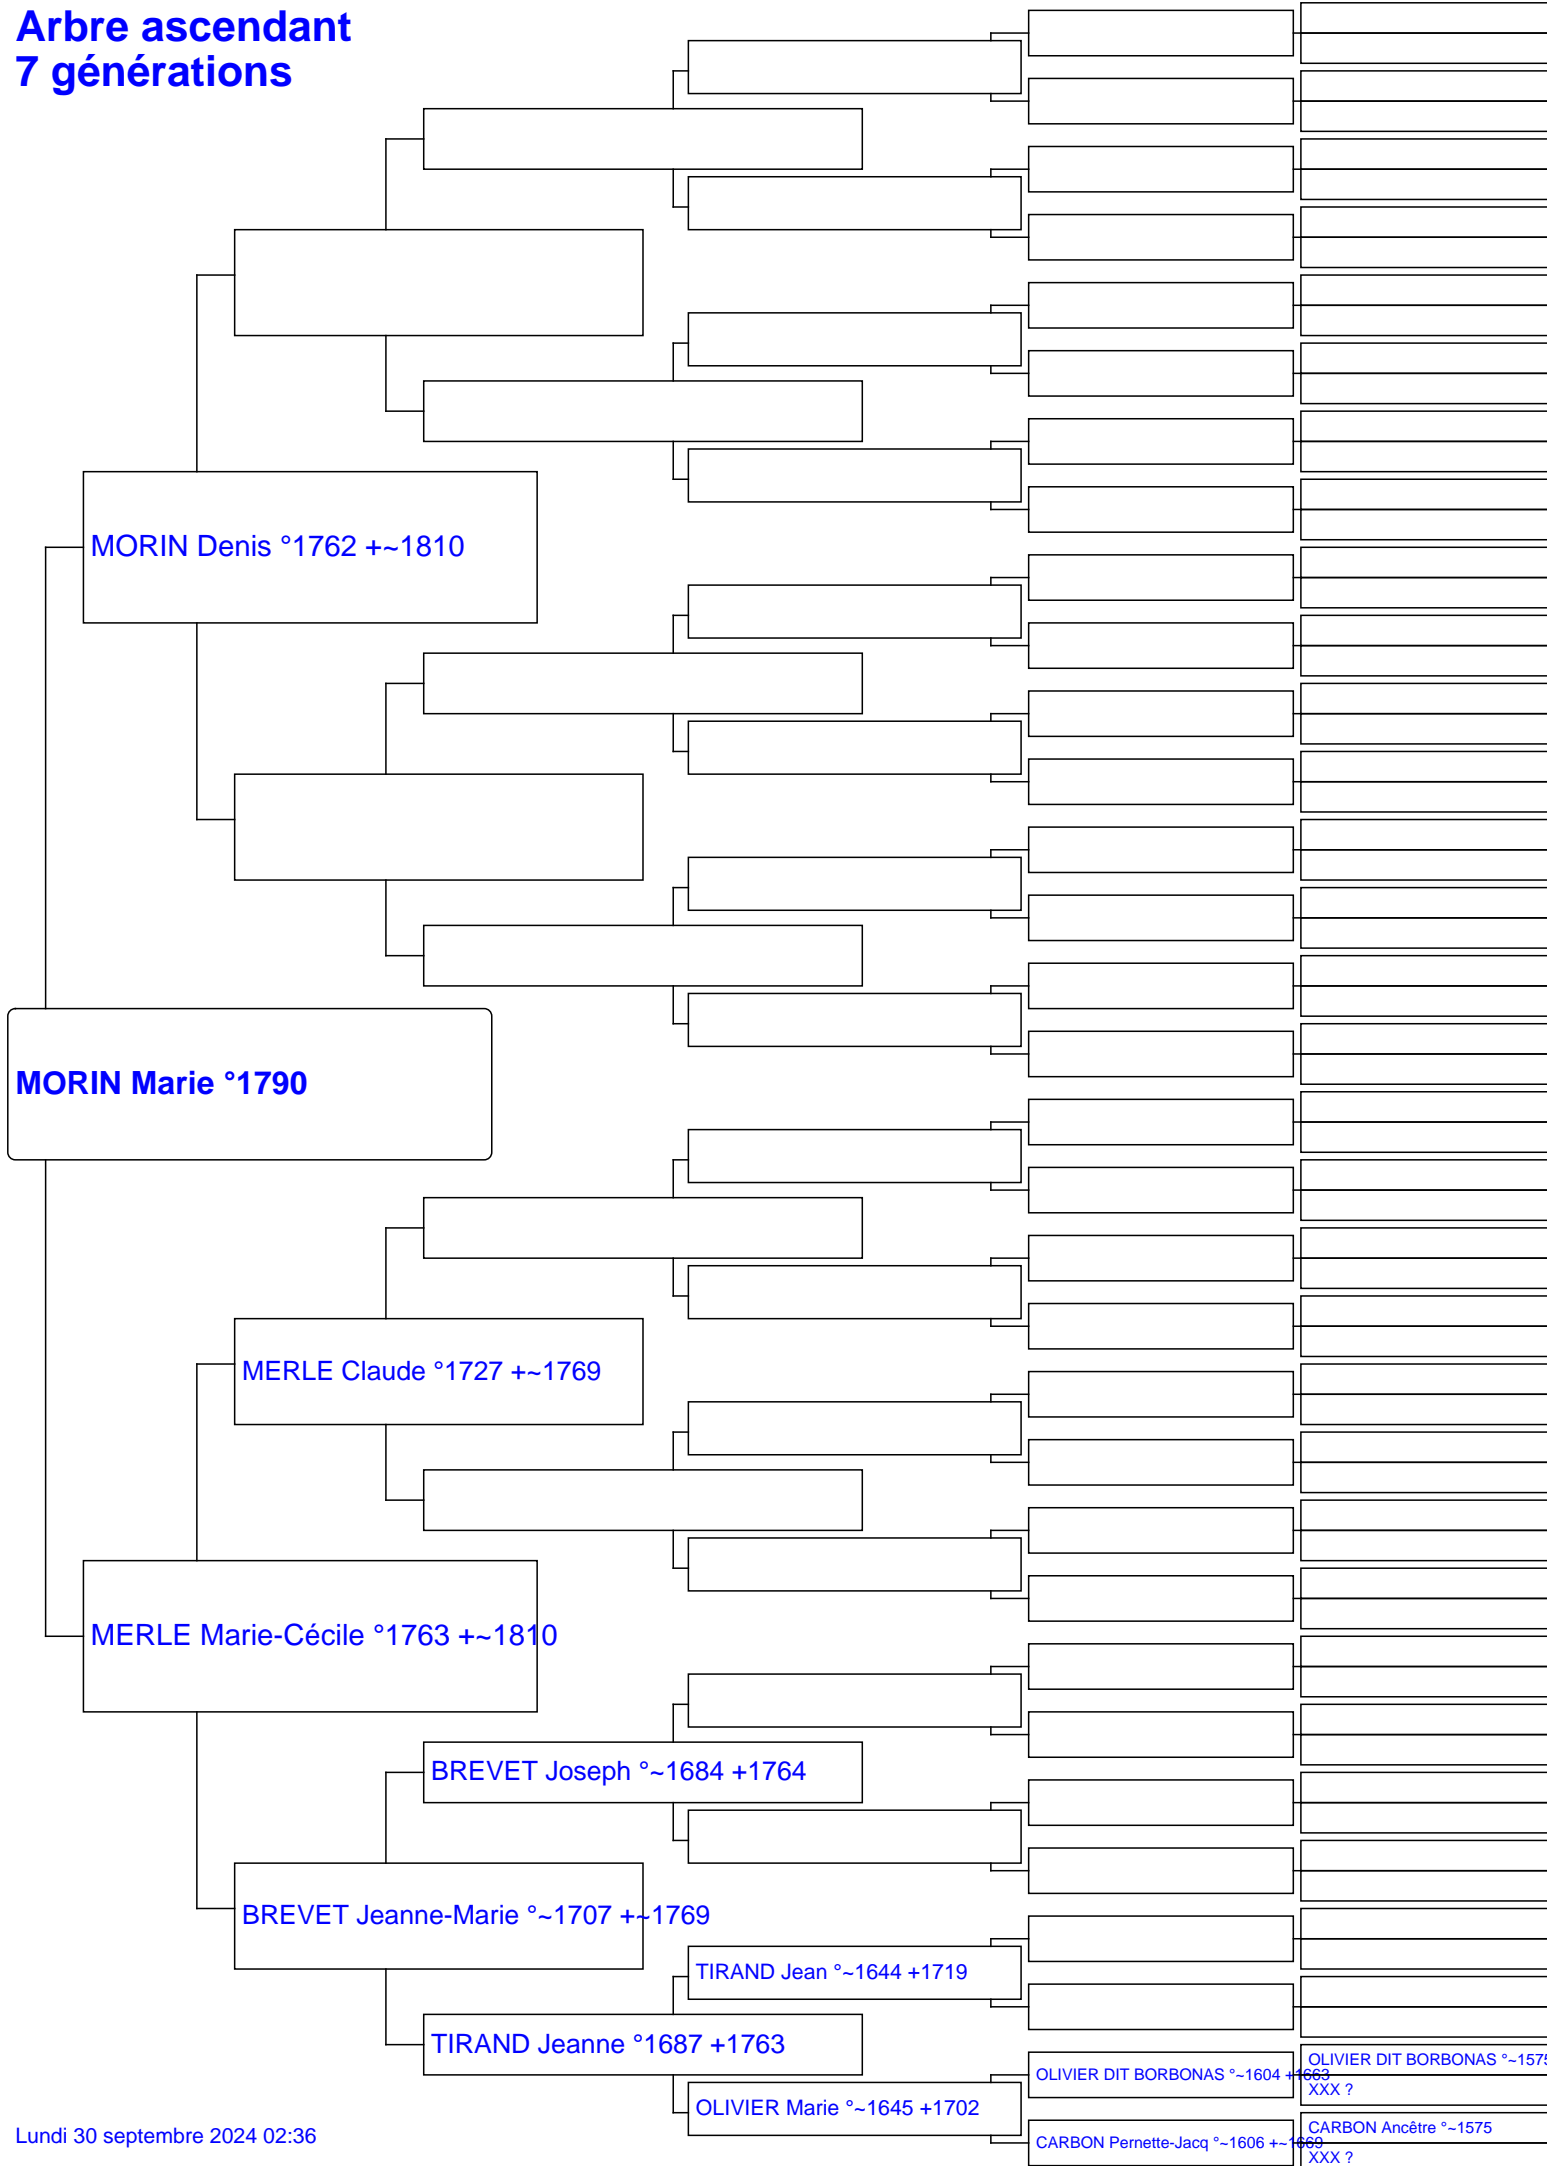 Arbre ascendant
7 générations
MORIN Denis °1762 +~1810
MORIN Marie °1790
MERLE Claude °1727 +~1769
MERLE Marie-Cécile °1763 +~1810
BREVET Joseph °~1684 +1764
BREVET Jeanne-Marie °~1707 +~1769
TIRAND Jean °~1644 +1719
TIRAND Jeanne °1687 +1763
OLIVIER DIT BORBONAS °~1575
OLIVIER DIT BORBONAS °~1604 +1663
XXX ?
OLIVIER Marie °~1645 +1702
CARBON Ancêtre °~1575
CARBON Pernette-Jacq °~1606 +~1669
XXX ?
Lundi 30 septembre 2024 02:36